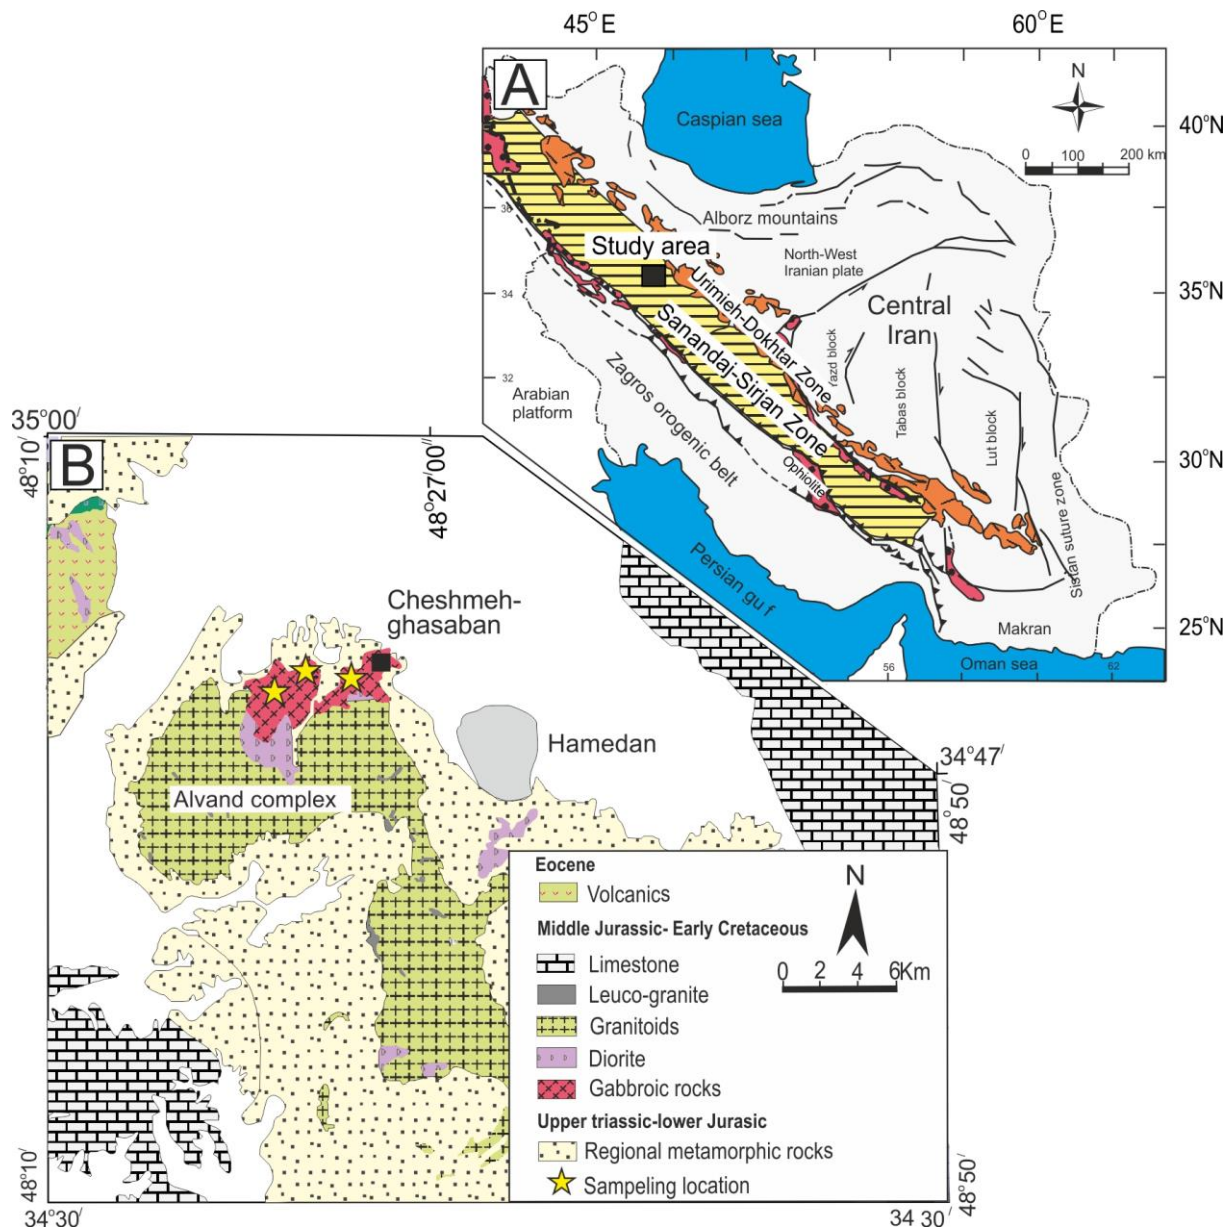 45°E
60°E
A
N
Caspian sea
40°N
0 100 200 km
Alborz mountains
36
Study area
North-West
Iranian plate
Urimieh-Dokhtar Zone
34
35°N
Central
Iran
Sanandaj-Sirjan Zone
Yazd block
Zagros orogenic belt
32
Arabian
platform
Tabas block
Lut block
Ophiolite
30°N
Sistan suture zone
Persian gu f
Makran
25°N
56
Oman sea
62
35°00/
48°10/
B
48°27/00//
Cheshmeh-
ghasaban
Hamedan
34°47/
48°50/
Alvand complex
Eocene
Volcanics
N
Middle Jurassic- Early Cretaceous
Limestone
0 2 4 6Km
Leuco-granite
Granitoids
Diorite
Gabbroic rocks
Upper triassic-lower Jurasic
Regional metamorphic rocks
Sampeling location
48°10/
48°50/
34°30/
34 30/